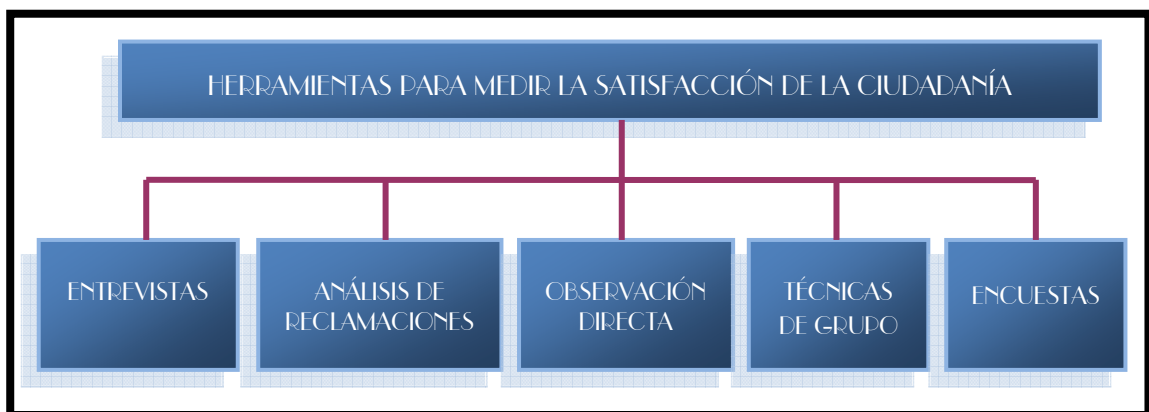 HERRAMIENTAS PARA MEDIR LA SATISFACCIÓN DE LA CIUDADANÍA
ENTREVISTAS
ANÁLISIS DE
RECLAMACIONES
OBSERVACIÓN
DIRECTA
TÉCNICAS
DE GRUPO
ENCUESTAS